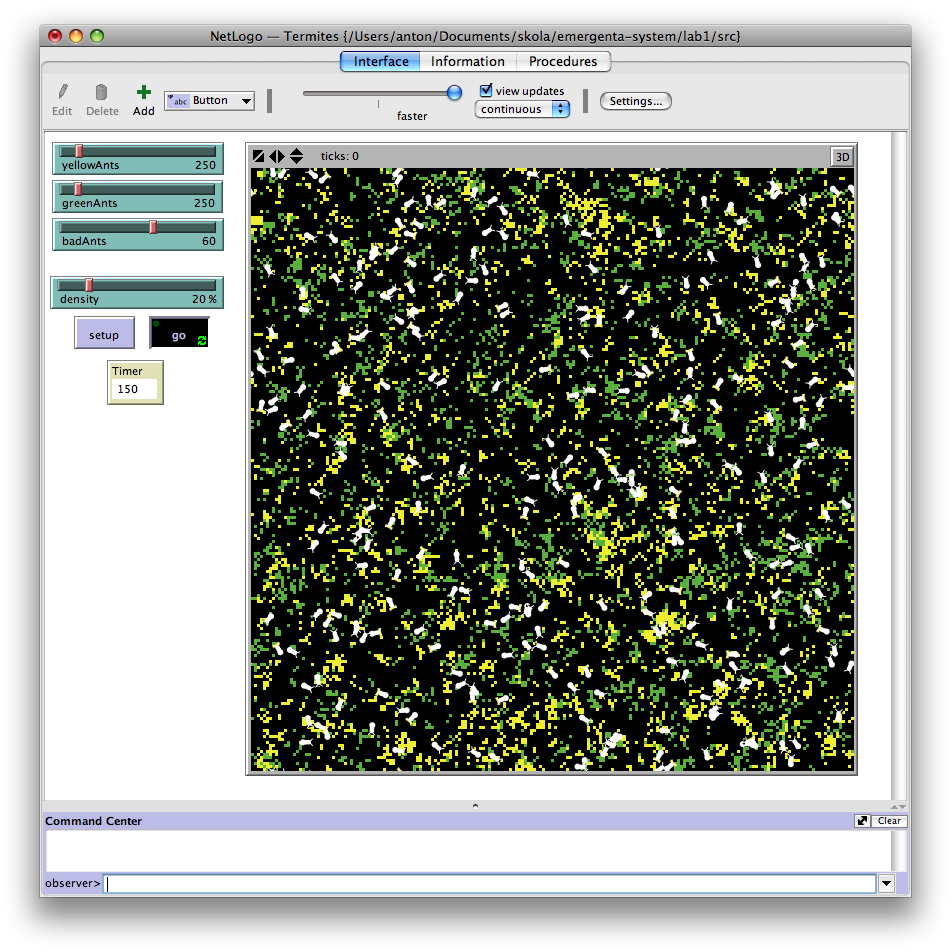 NetLogo — Termites {/Users/anton/Documents/skola/emergenta-system/lab1/src}
Interface Information Procedures
Edit Delete Add abc Button faster view updates continuous Settings...
ticks: 0 3D
yellowAnts 250
greenAnts 250
badAnts 60
density 20 %
setup go
Timer
150
Command Center Clear
observer>